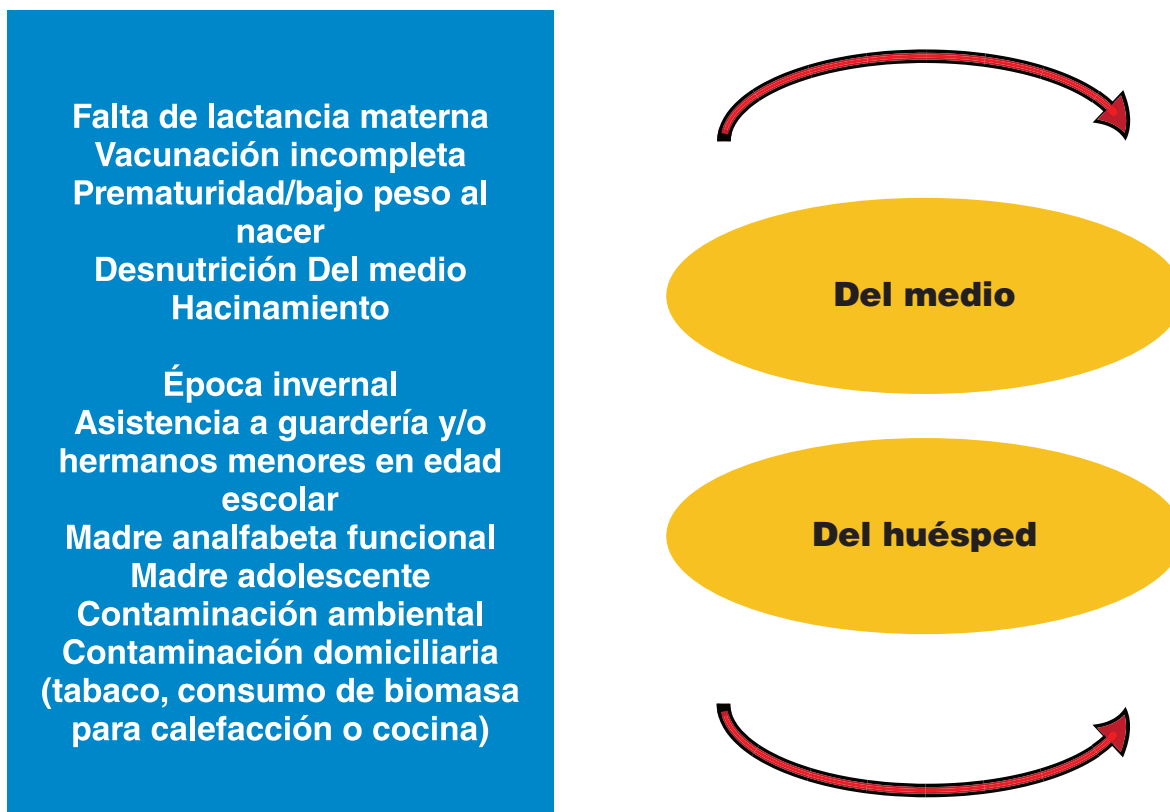 Falta de lactancia materna
Vacunación incompleta
Prematuridad/bajo peso al
nacer
Desnutrición Del medio
Hacinamiento
Época invernal
Asistencia a guardería y/o
hermanos menores en edad
escolar
Madre analfabeta funcional
Madre adolescente
Contaminación ambiental
Contaminación domiciliaria
(tabaco, consumo de biomasa
para calefacción o cocina)
Del medio
Del huésped